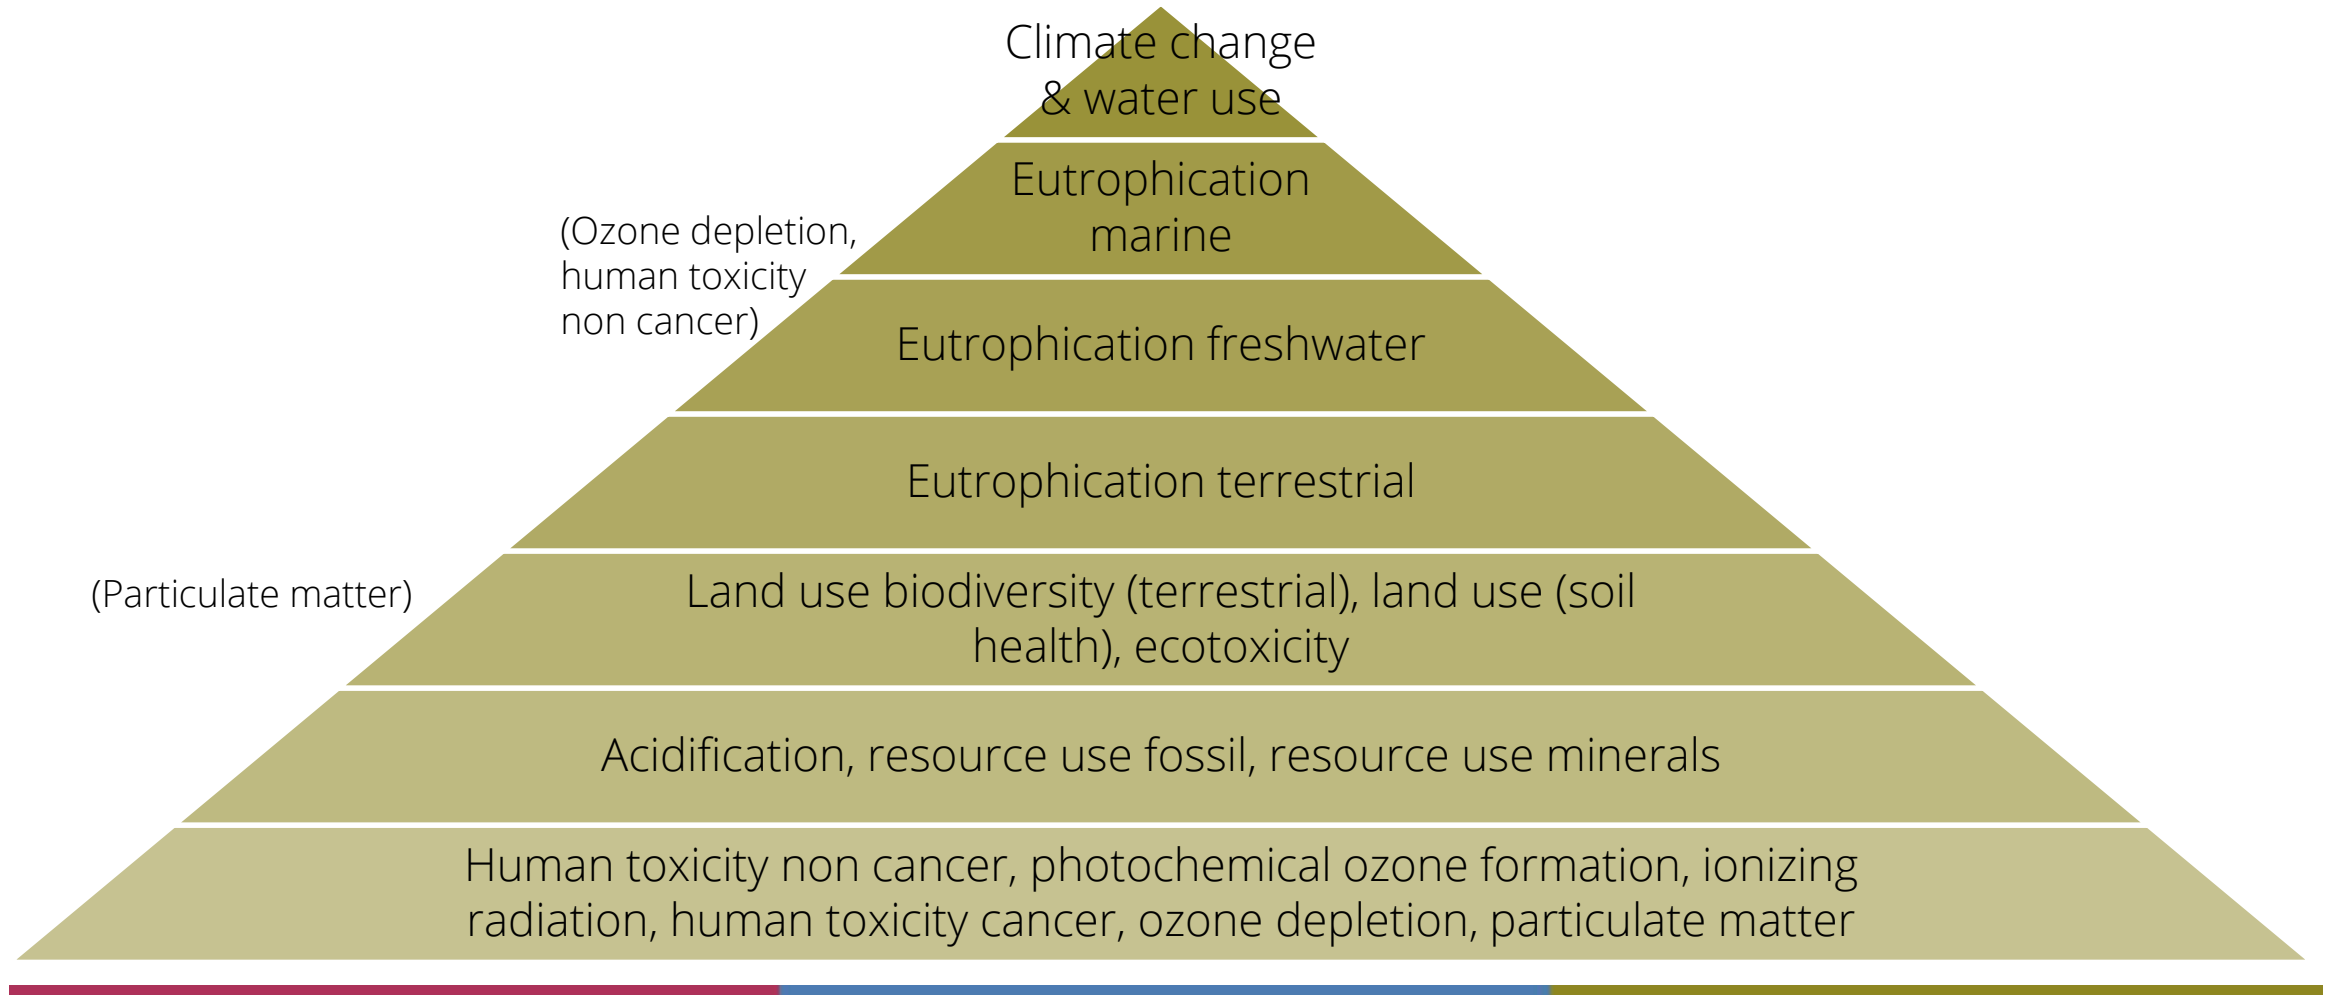 Climate change
& water use
Eutrophication
marine
(Ozone depletion,
human toxicity
non cancer)
Eutrophication freshwater
Eutrophication terrestrial
(Particulate matter)
Land use biodiversity (terrestrial), land use (soil
health), ecotoxicity
Acidification, resource use fossil, resource use minerals
Human toxicity non cancer, photochemical ozone formation, ionizing
radiation, human toxicity cancer, ozone depletion, particulate matter